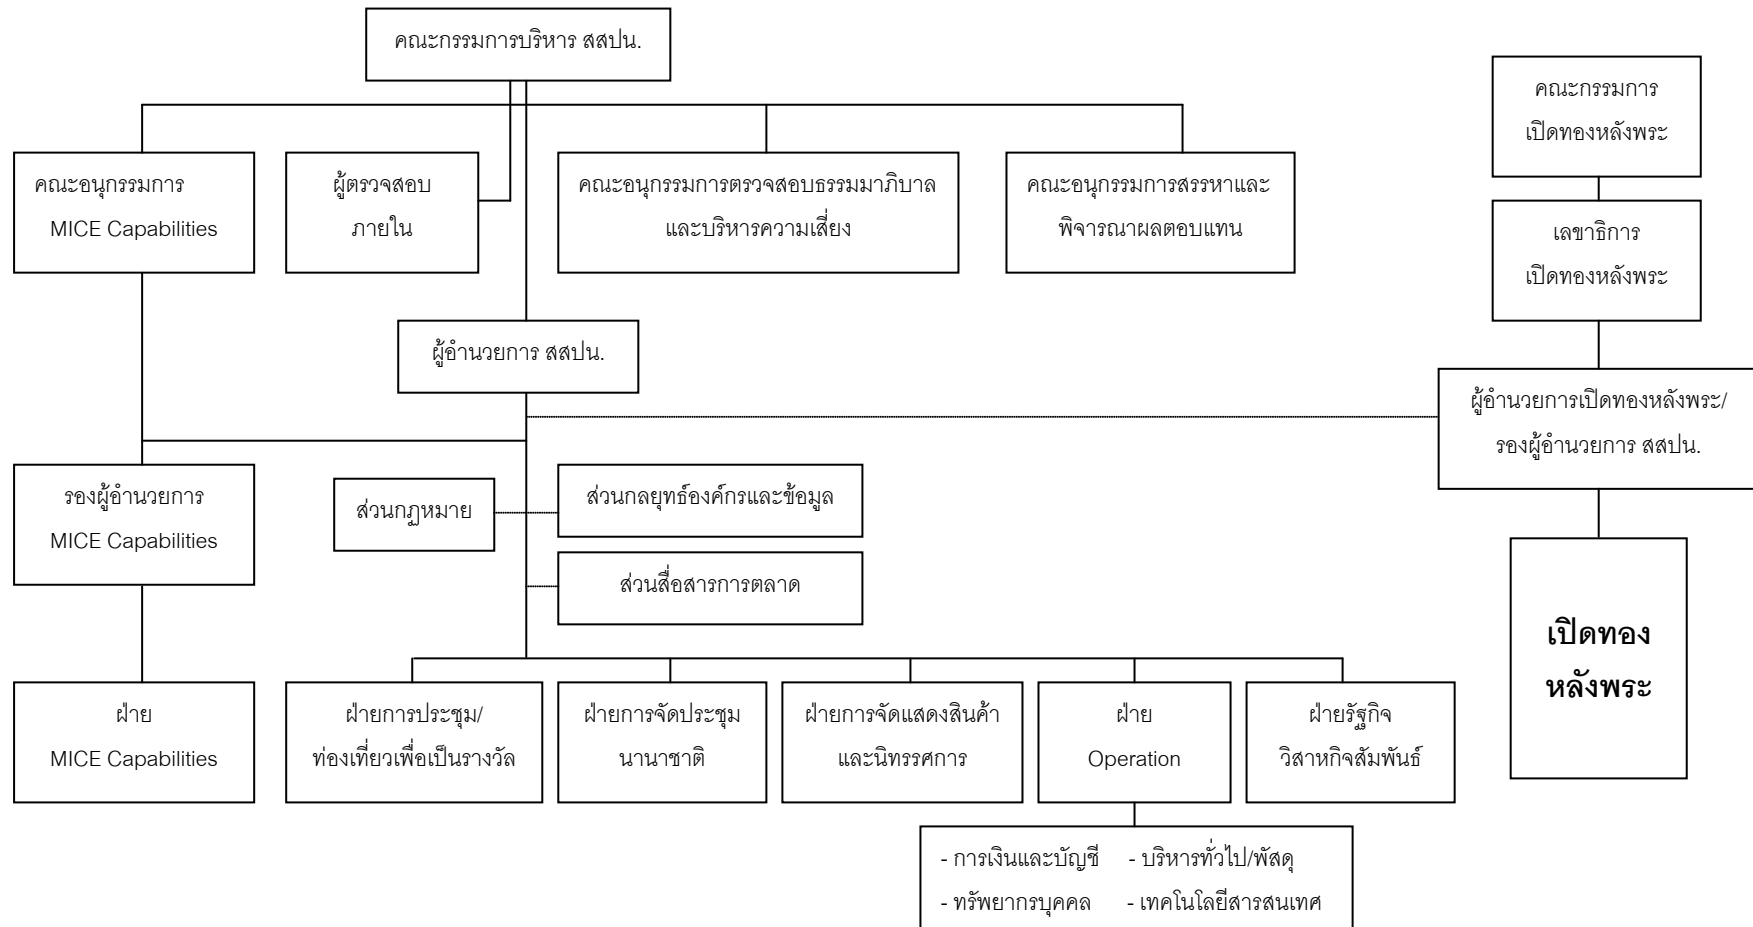 คณะกรรมการบริหาร สสปน.
คณะกรรมการ
เปิดทองหลังพระ
คณะอนุกรรมการ
MICE Capabilities
ผู้ตรวจสอบ
ภายใน
คณะอนุกรรมการตรวจสอบธรรมมาภิบาล
และบริหารความเสี่ยง
คณะอนุกรรมการสรรหาและ
พิจารณาผลตอบแทน
เลขาธิการ
เปิดทองหลังพระ
ผู้อำนวยการ สสปน.
ผู้อำนวยการเปิดทองหลังพระ/
รองผู้อำนวยการ สสปน.
รองผู้อำนวยการ
MICE Capabilities
ส่วนกฎหมาย
ส่วนกลยุทธ์องค์กรและข้อมูล
ส่วนสื่อสารการตลาด
เปิดทอง
หลังพระ
ฝ่าย
MICE Capabilities
ฝ่ายการประชุม/
ท่องเที่ยวเพื่อเป็นรางวัล
ฝ่ายการจัดประชุม
นานาชาติ
ฝ่ายการจัดแสดงสินค้า
และนิทรรศการ
ฝ่าย
Operation
ฝ่ายรัฐกิจ
วิสาหกิจสัมพันธ์
- การเงินและบัญชี - บริหารทั่วไป/พัสดุ
- ทรัพยากรบุคคล - เทคโนโลยีสารสนเทศ